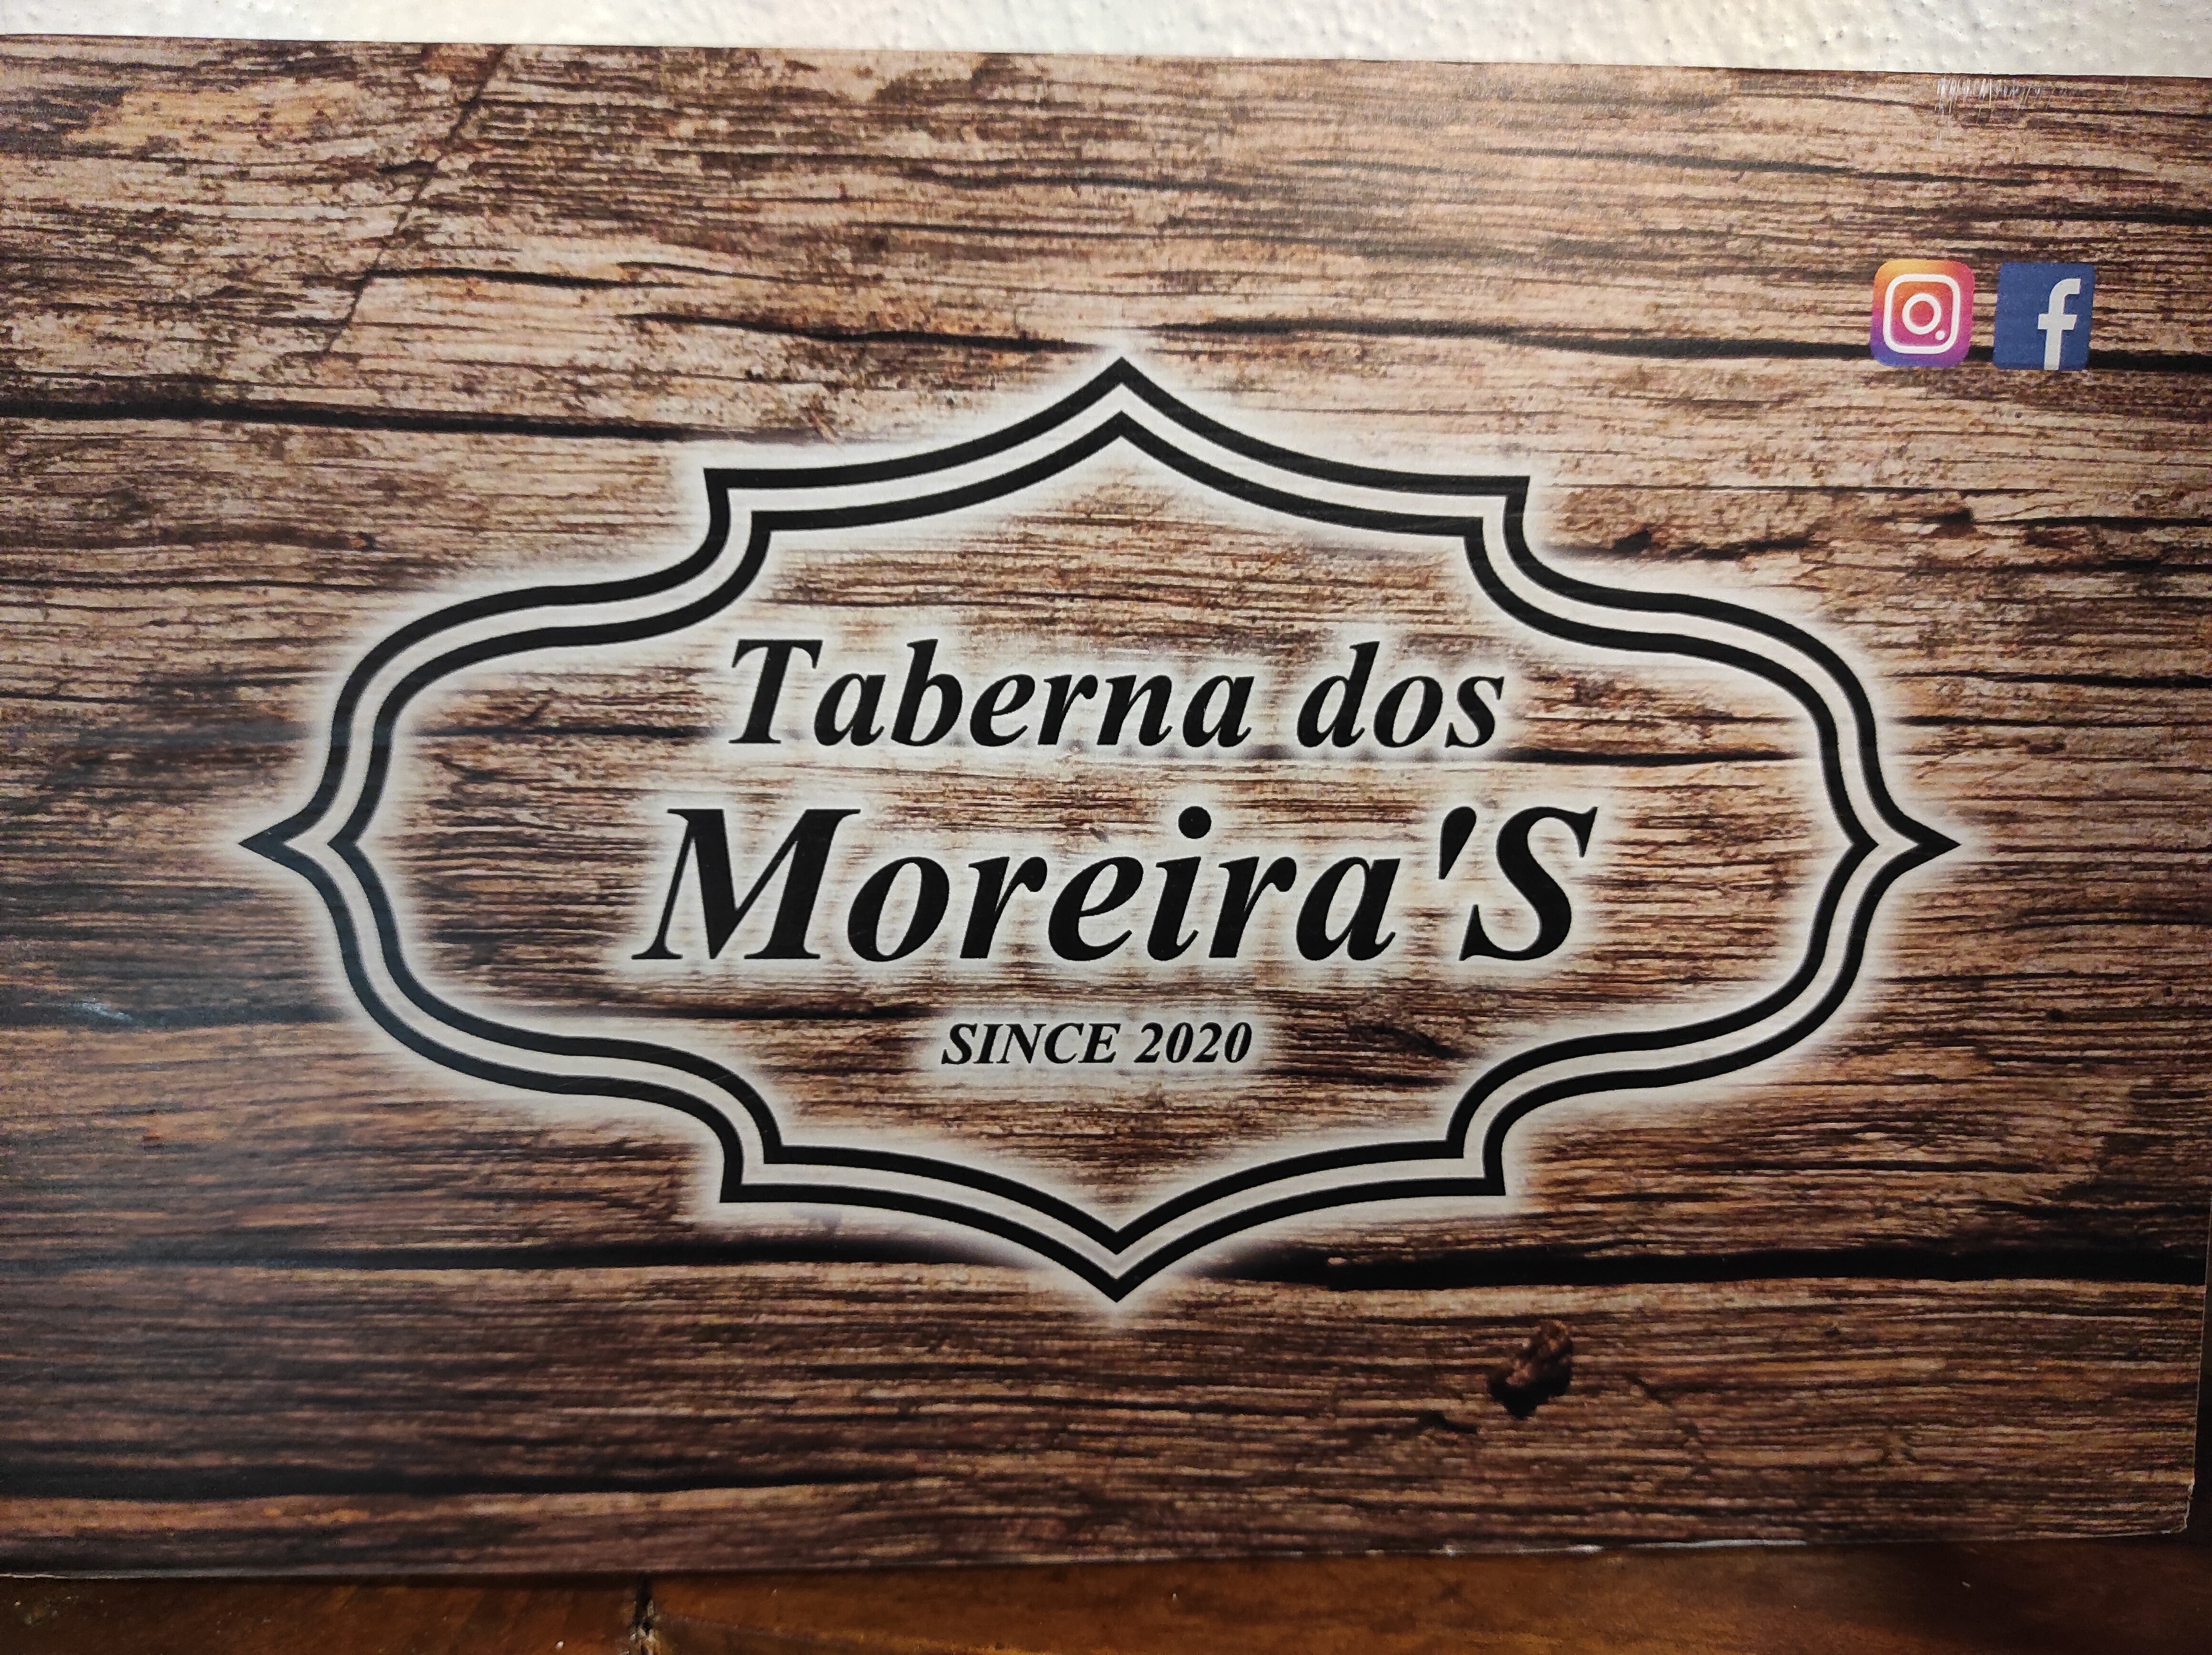 Taberna dos
Moreira'S
SINCE 2020